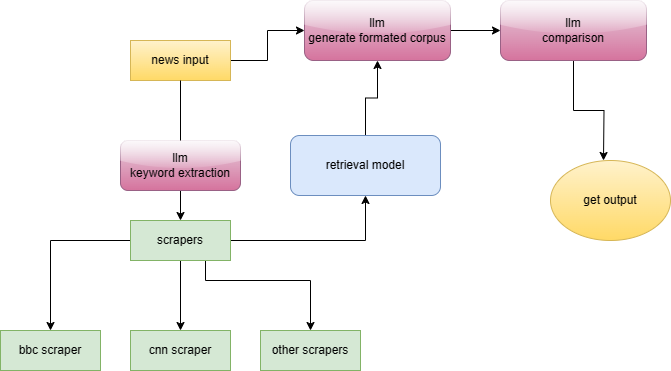 llm
generate formated corpus
llm
comparison
news input
llm
keyword extraction
retrieval model
get output
scrapers
bbc scraper
cnn scraper
other scrapers